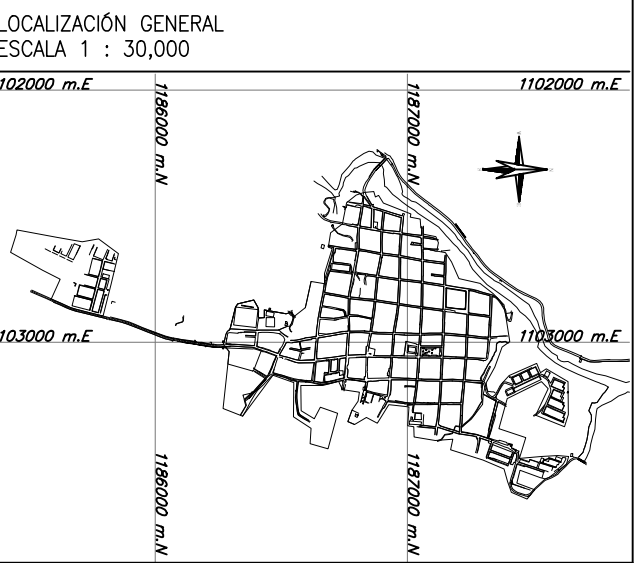 LOCALIZACIÓN GENERAL
ESCALA 1 : 30,000
102000 m.E
1186000 m.N
1187000 m.N
1102000 m.E
103000 m.E
1103000 m.E
1186000 m.N
1187000 m.N